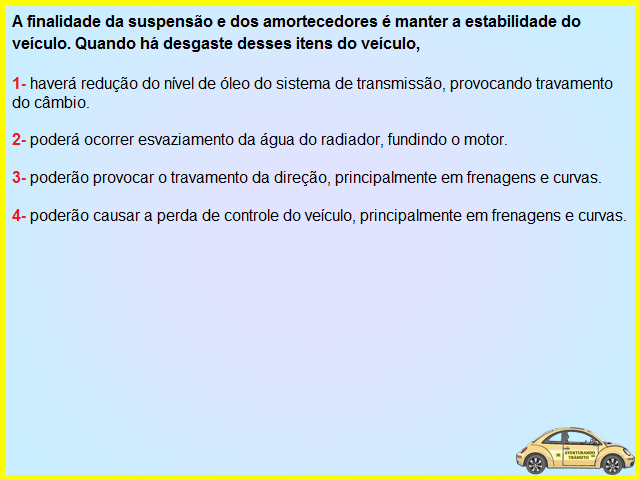 A finalidade da suspensão e dos amortecedores é manter a estabilidade do
veículo. Quando há desgaste desses itens do veículo,
1- haverá redução do nível de óleo do sistema de transmissão, provocando travamento
do câmbio.
2- poderá ocorrer esvaziamento da água do radiador, fundindo o motor.
3- poderão provocar o travamento da direção, principalmente em frenagens e curvas.
4- poderão causar a perda de controle do veículo, principalmente em frenagens e curvas.
AVENTURANDO
TRÂNSITO